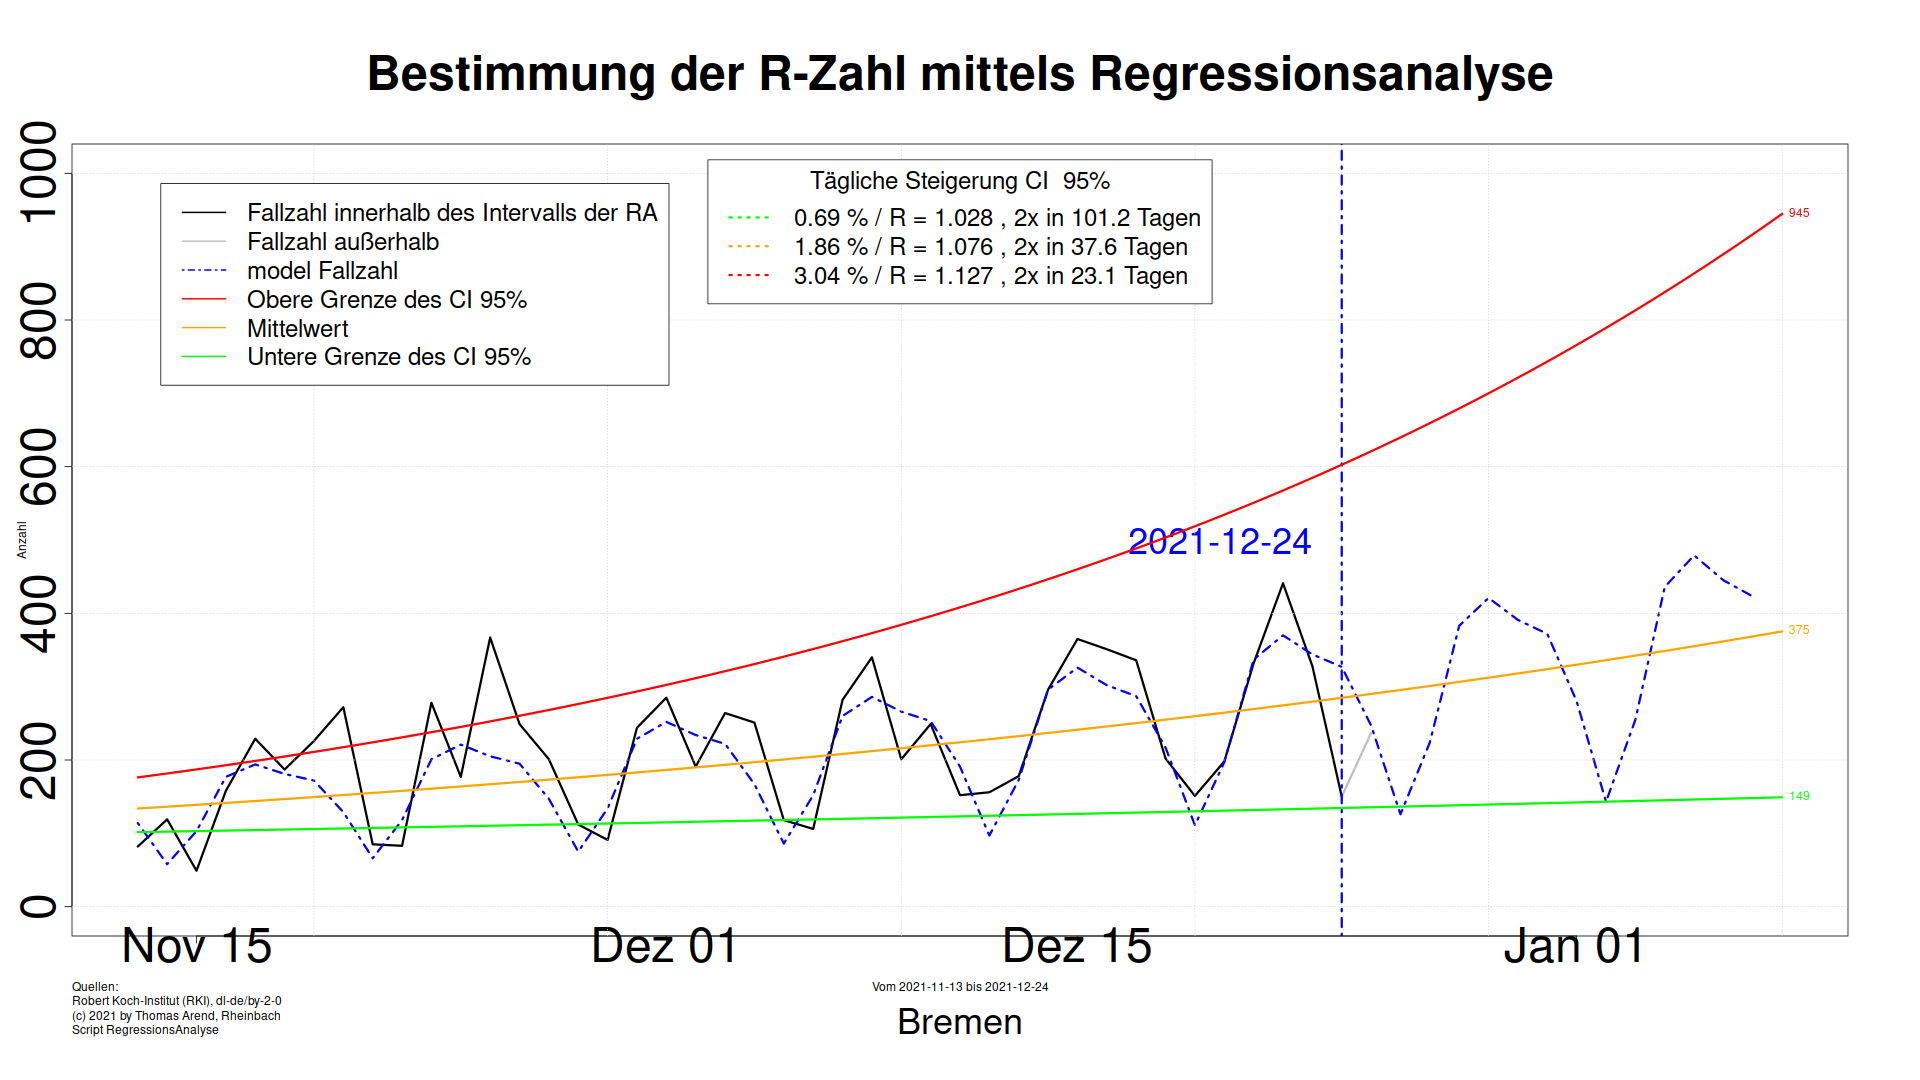 Bestimmung der R-Zahl mittels Regressionsanalyse
1000
800
600
400
200
0
Anzahl
Fallzahl innerhalb des Intervalls der RA
Fallzahl außerhalb
model Fallzahl
Obere Grenze des CI 95%
Mittelwert
Untere Grenze des CI 95%
Tägliche Steigerung CI  95%
0.69 % / R = 1.028 , 2x in 101.2 Tagen
1.86 % / R = 1.076 , 2x in 37.6 Tagen
3.04 % / R = 1.127 , 2x in 23.1 Tagen
945
2021-12-24
375
149
Nov 15
Dez 01
Dez 15
Jan 01
Quellen:
Robert Koch-Institut (RKI), dl-de/by-2-0
(c) 2021 by Thomas Arend, Rheinbach
Script RegressionsAnalyse
Vom 2021-11-13 bis 2021-12-24
Bremen